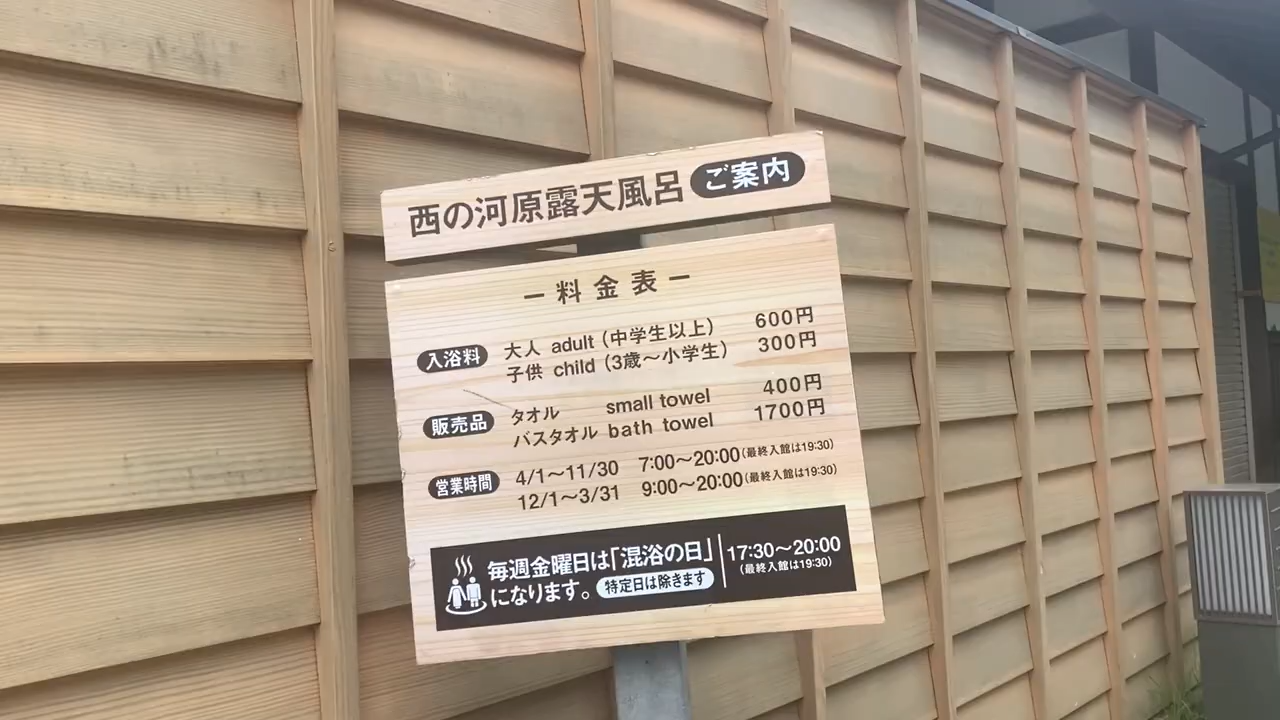 西の河原露天風呂 ご案内
ー料金表ー
入浴料 大人 adult (中学生以上) 600円
子供 child (3歳〜小学生) 300円
販売品 タオル small towel 400円
バスタオル bath towel 1700円
営業時間 4/1〜11/30 7:00〜20:00(最終入館は19:30)
12/1〜3/31 9:00〜20:00(最終入館は19:30)
毎週金曜日は「混浴の日」 17:30〜20:00
になります。 特定日は除きます (最終入館は19:30)